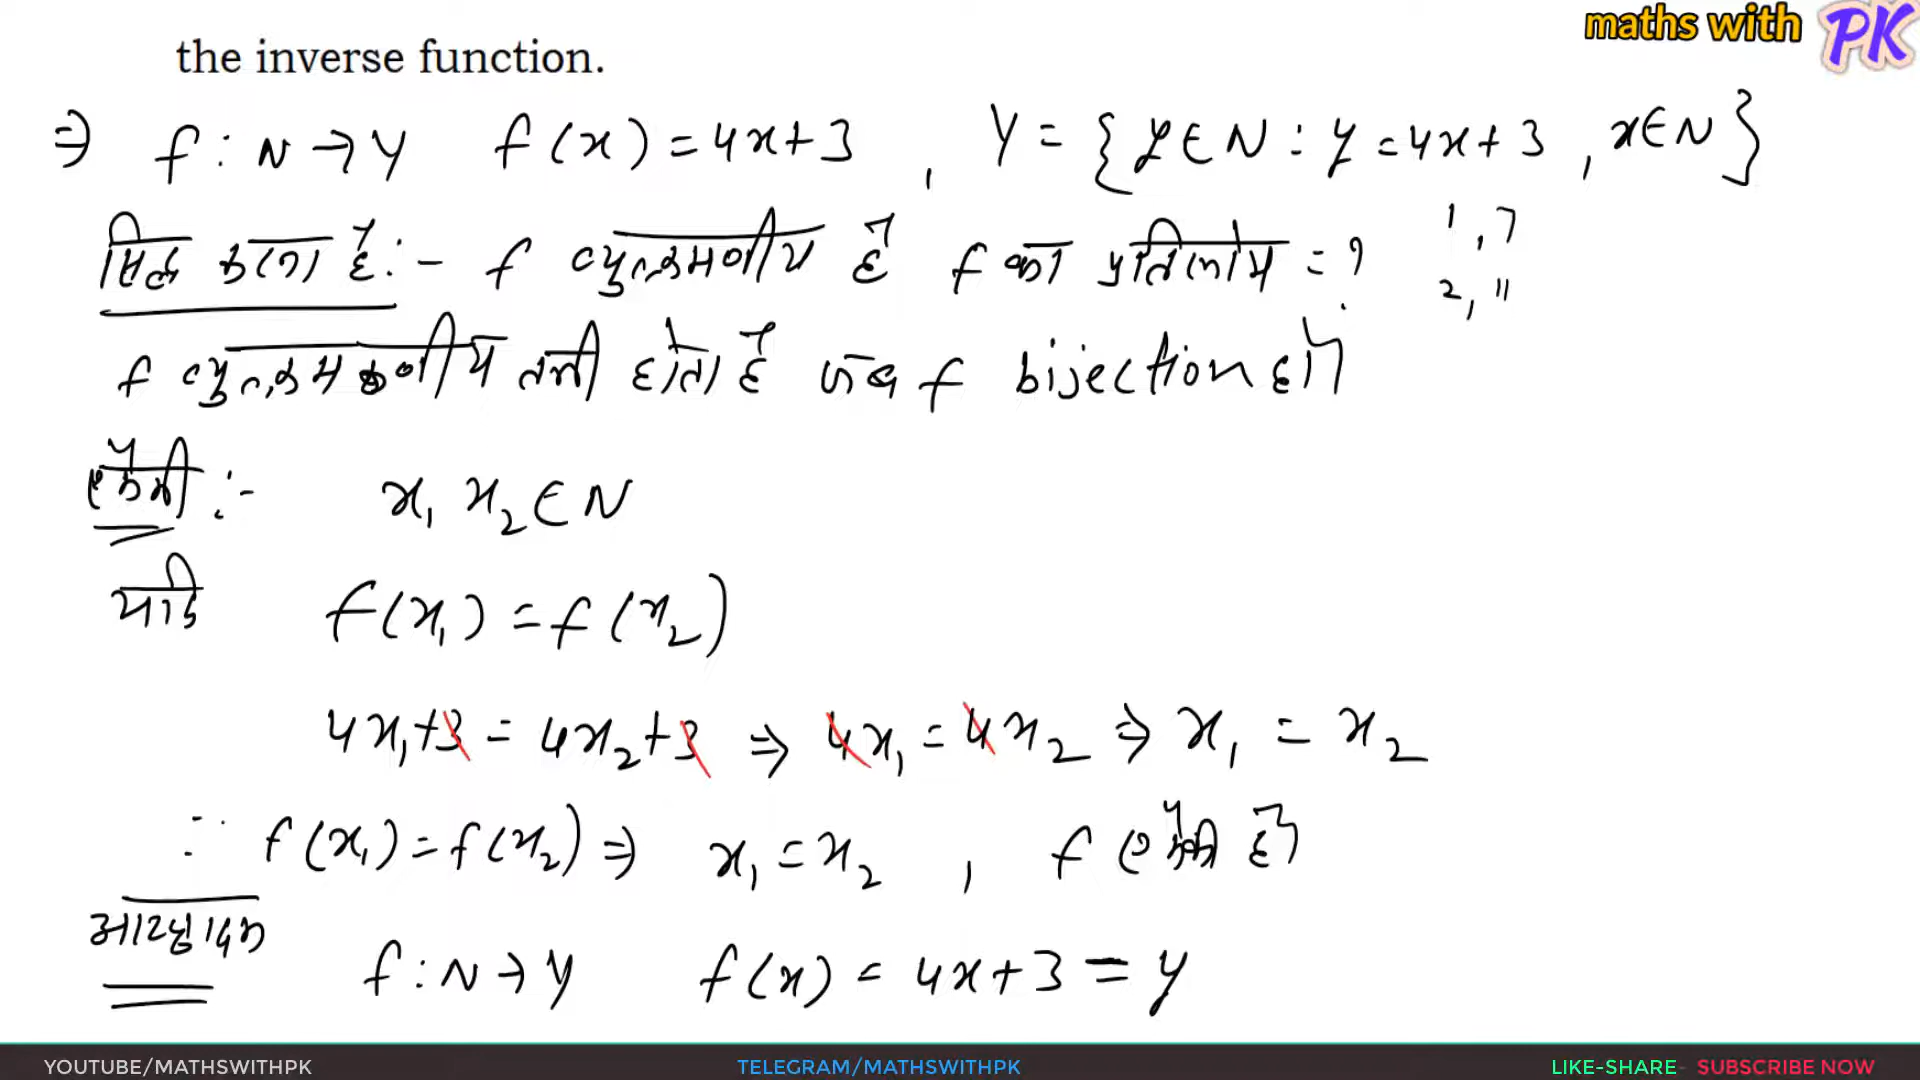 maths with PK
the inverse function.
⇒ f : N → Y f(x) = 4x+3 , Y = { y ∈ N : y = 4x+3 , x ∈ N }
सिद्ध करना है :- f व्युत्क्रमणीय है f का प्रतिलोम = ?
1, 7
2, 11
f व्युत्क्रमणीय तभी होता है जब f bijection हो
एकैकी :- x₁ x₂ ∈ N
यदि f(x₁) = f(x₂)
4x₁+3 = 4x₂+3 ⇒ 4x₁ = 4x₂ ⇒ x₁ = x₂
∵ f(x₁) = f(x₂) ⇒ x₁ = x₂ , f एकैकी है
आच्छादक
f : N → Y f(x) = 4x+3 = y
YOUTUBE/MATHSWITHPK TELEGRAM/MATHSWITHPK LIKE-SHARE- SUBSCRIBE NOW